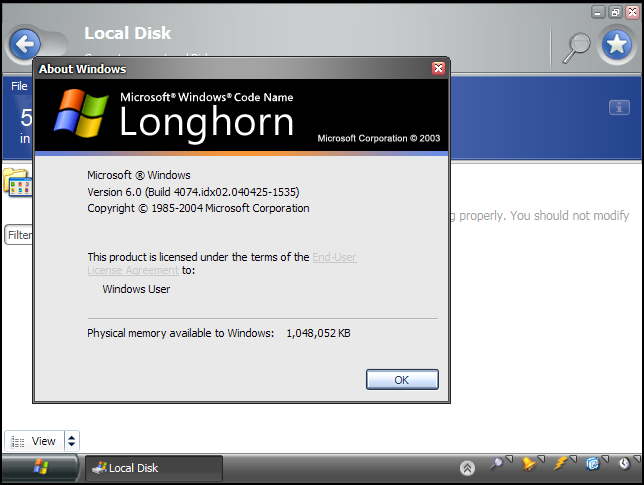 Local Disk
About Windows
File
Microsoft® Windows® Code Name
Longhorn
Microsoft Corporation © 2003
5
in
Microsoft ® Windows
Version 6.0 (Build 4074.idx02.040425-1535)
Copyright © 1985-2004 Microsoft Corporation
g properly. You should not modify
Filter
This product is licensed under the terms of the End-User
License Agreement to:
Windows User
Physical memory available to Windows: 1,048,052 KB
OK
View
Local Disk